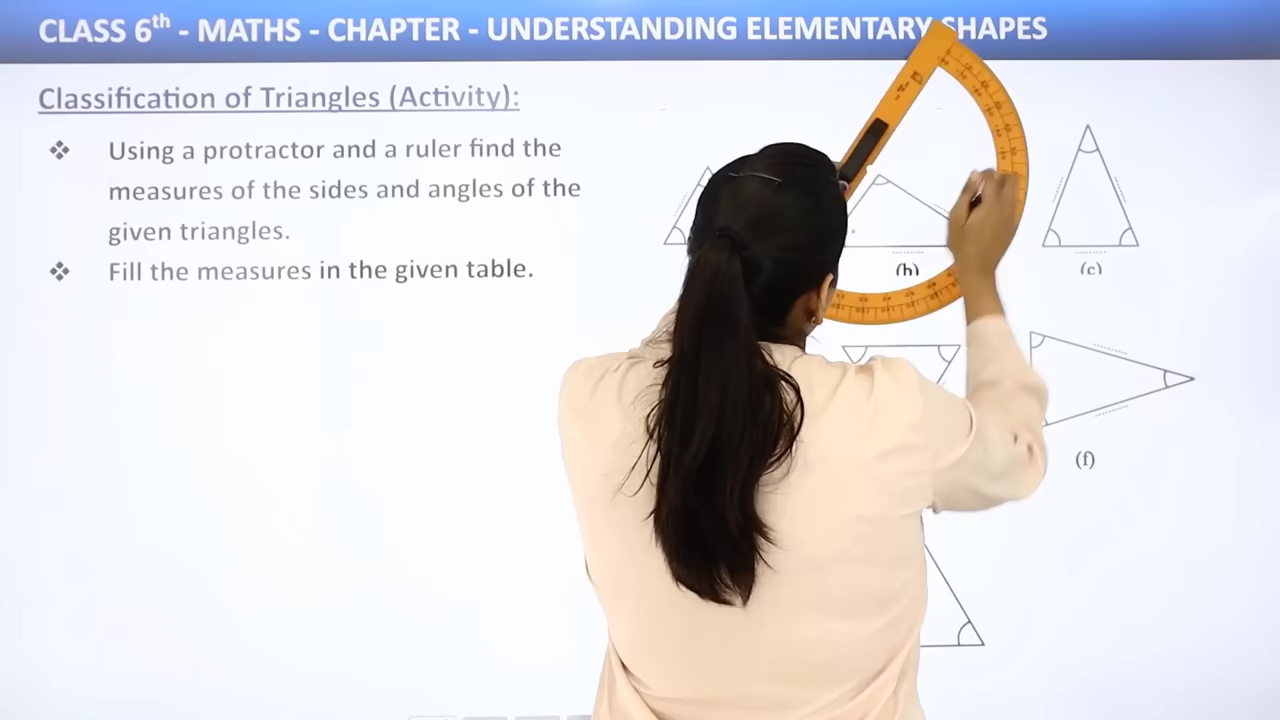 CLASS 6th - MATHS - CHAPTER - UNDERSTANDING ELEMENTARY SHAPES
Classification of Triangles (Activity):
❖ Using a protractor and a ruler find the
measures of the sides and angles of the
given triangles.
❖ Fill the measures in the given table.
(b)
(c)
(f)